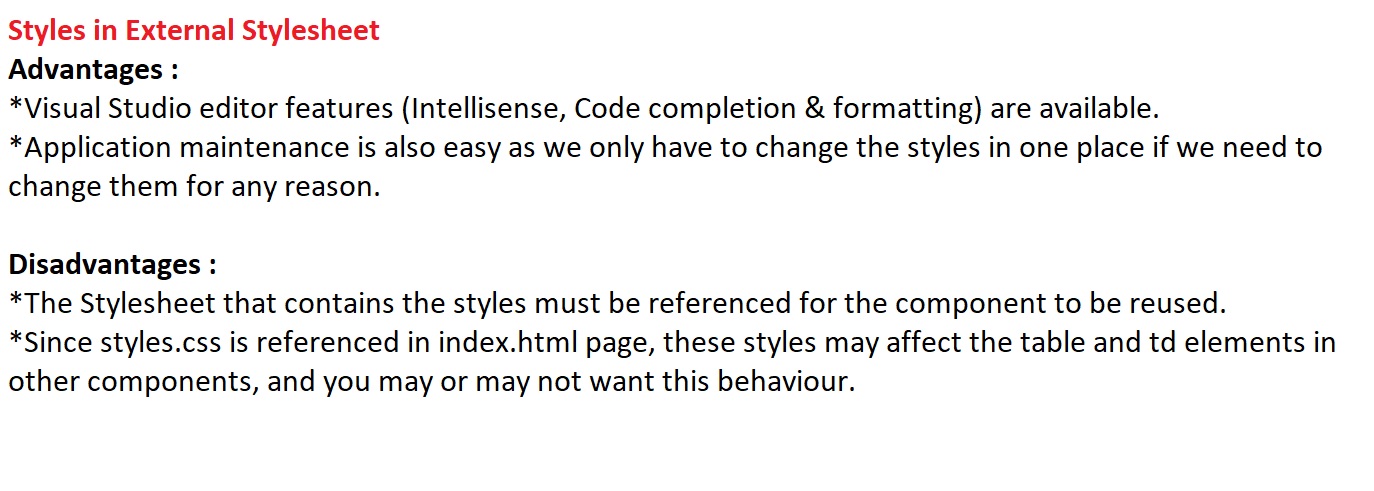 Styles in External Stylesheet
Advantages :
*Visual Studio editor features (Intellisense, Code completion & formatting) are available.
*Application maintenance is also easy as we only have to change the styles in one place if we need to
change them for any reason.
Disadvantages :
*The Stylesheet that contains the styles must be referenced for the component to be reused.
*Since styles.css is referenced in index.html page, these styles may affect the table and td elements in
other components, and you may or may not want this behaviour.